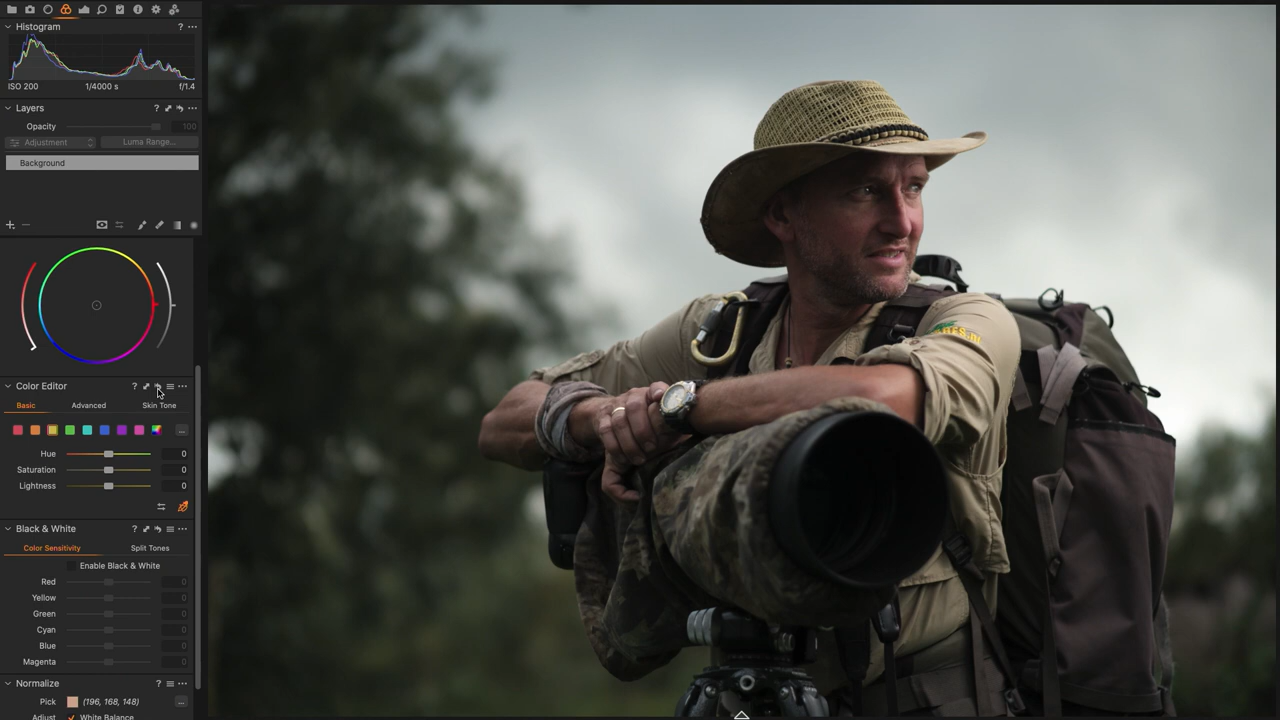 Histogram ? ...
ISO 200 1/4000 s f/1.4
Layers ? ...
Opacity 100
Adjustment Luma Range...
Background
Color Editor ? ...
Basic Advanced Skin Tone
...
Hue 0
Saturation 0
Lightness 0
Black & White ? ...
Color Sensitivity Split Tones
Enable Black & White
Red 0
Yellow 0
Green 0
Cyan 0
Blue 0
Magenta 0
Normalize ? ...
Pick (196, 168, 148) ...
Adjust White Balance